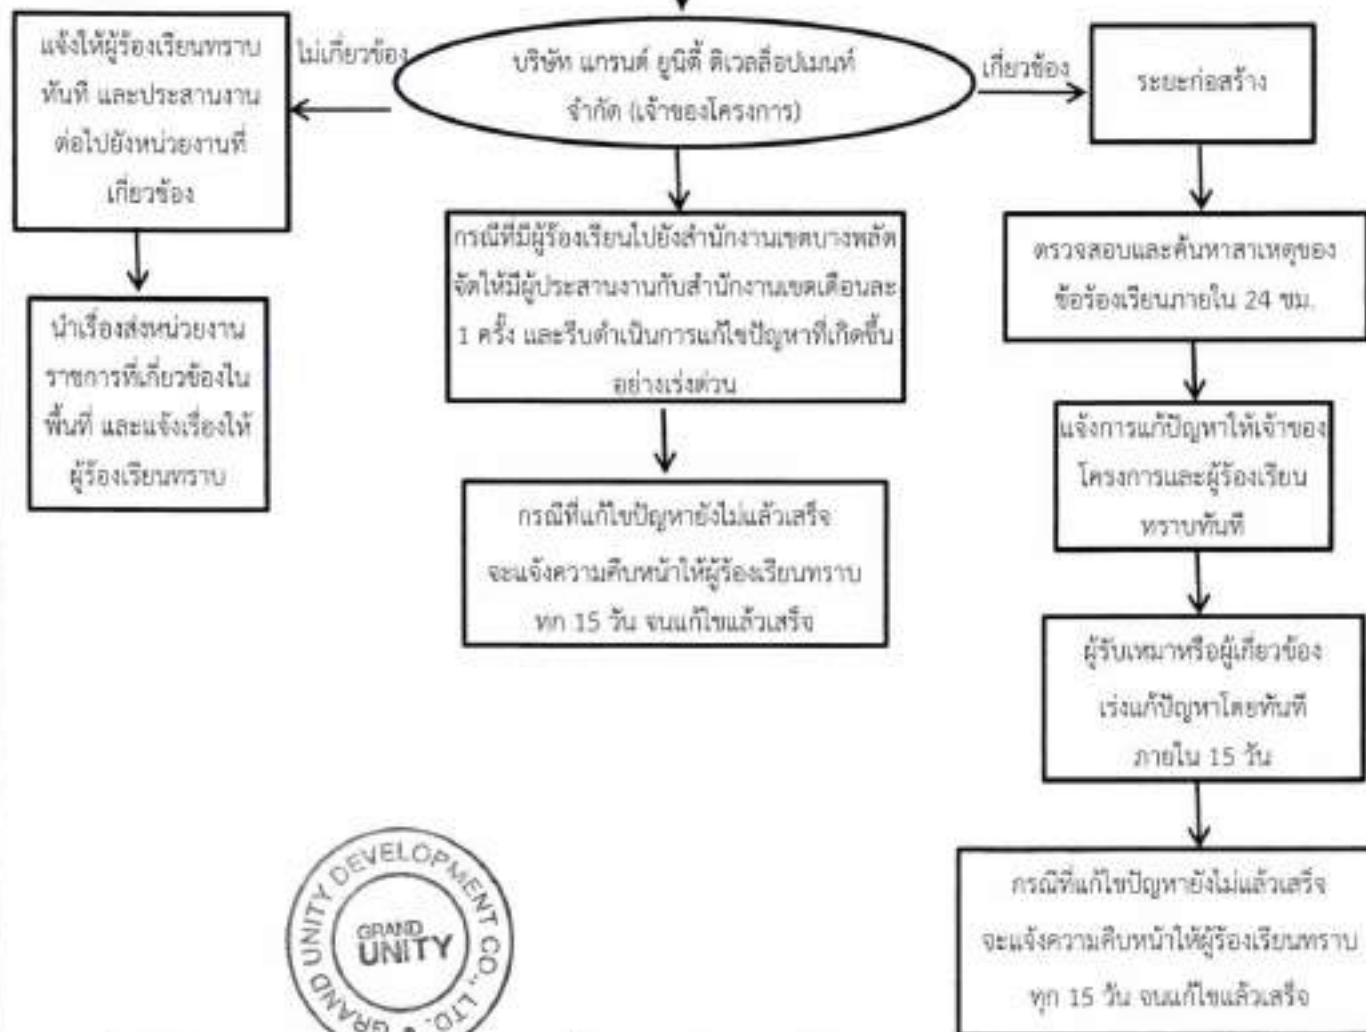 แจ้งให้ผู้ร้องเรียนทราบ
ทันที และประสานงาน
ต่อไปยังหน่วยงานที่
เกี่ยวข้อง
ไม่เกี่ยวข้อง
บริษัท แกรนด์ ยูนิตี้ ดิเวลล็อปเมนท์
จำกัด (เจ้าของโครงการ)
เกี่ยวข้อง
ระยะก่อสร้าง
นำเรื่องส่งหน่วยงาน
ราชการที่เกี่ยวข้องใน
พื้นที่ และแจ้งเรื่องให้
ผู้ร้องเรียนทราบ
กรณีที่มีผู้ร้องเรียนไปยังสำนักงานเขตบางพลัด
จัดให้มีผู้ประสานงานกับสำนักงานเขตเดือนละ
1 ครั้ง และรีบดำเนินการแก้ไขปัญหาที่เกิดขึ้น
อย่างเร่งด่วน
กรณีที่แก้ไขปัญหายังไม่แล้วเสร็จ
จะแจ้งความคืบหน้าให้ผู้ร้องเรียนทราบ
ทุก 15 วัน จนแก้ไขแล้วเสร็จ
ตรวจสอบและค้นหาสาเหตุของ
ข้อร้องเรียนภายใน 24 ชม.
แจ้งการแก้ปัญหาให้เจ้าของ
โครงการและผู้ร้องเรียน
ทราบทันที
ผู้รับเหมาหรือผู้เกี่ยวข้อง
เร่งแก้ปัญหาโดยทันที
ภายใน 15 วัน
กรณีที่แก้ไขปัญหายังไม่แล้วเสร็จ
จะแจ้งความคืบหน้าให้ผู้ร้องเรียนทราบ
ทุก 15 วัน จนแก้ไขแล้วเสร็จ
GRAND UNITY DEVELOPMENT CO., LTD.
GRAND
UNITY